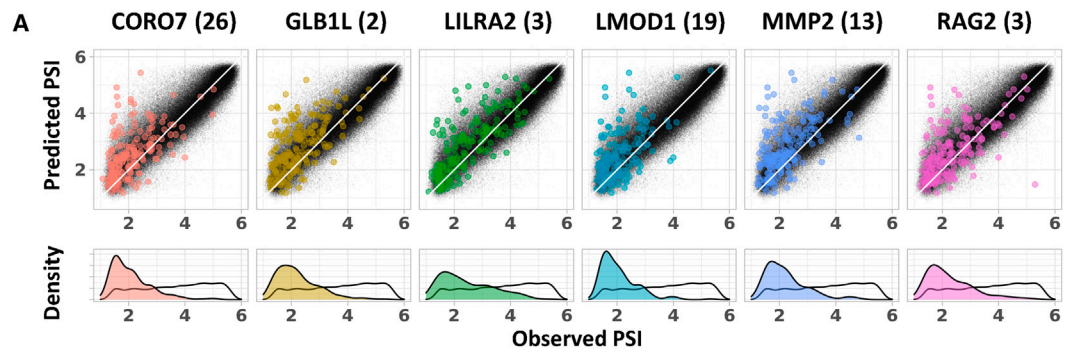 A
CORO7 (26) GLB1L (2) LILRA2 (3) LMOD1 (19) MMP2 (13) RAG2 (3)
Predicted PSI
6
4
2
2 4 6 2 4 6 2 4 6 2 4 6 2 4 6 2 4 6
Density
2 4 6 2 4 6 2 4 6 2 4 6 2 4 6 2 4 6
Observed PSI